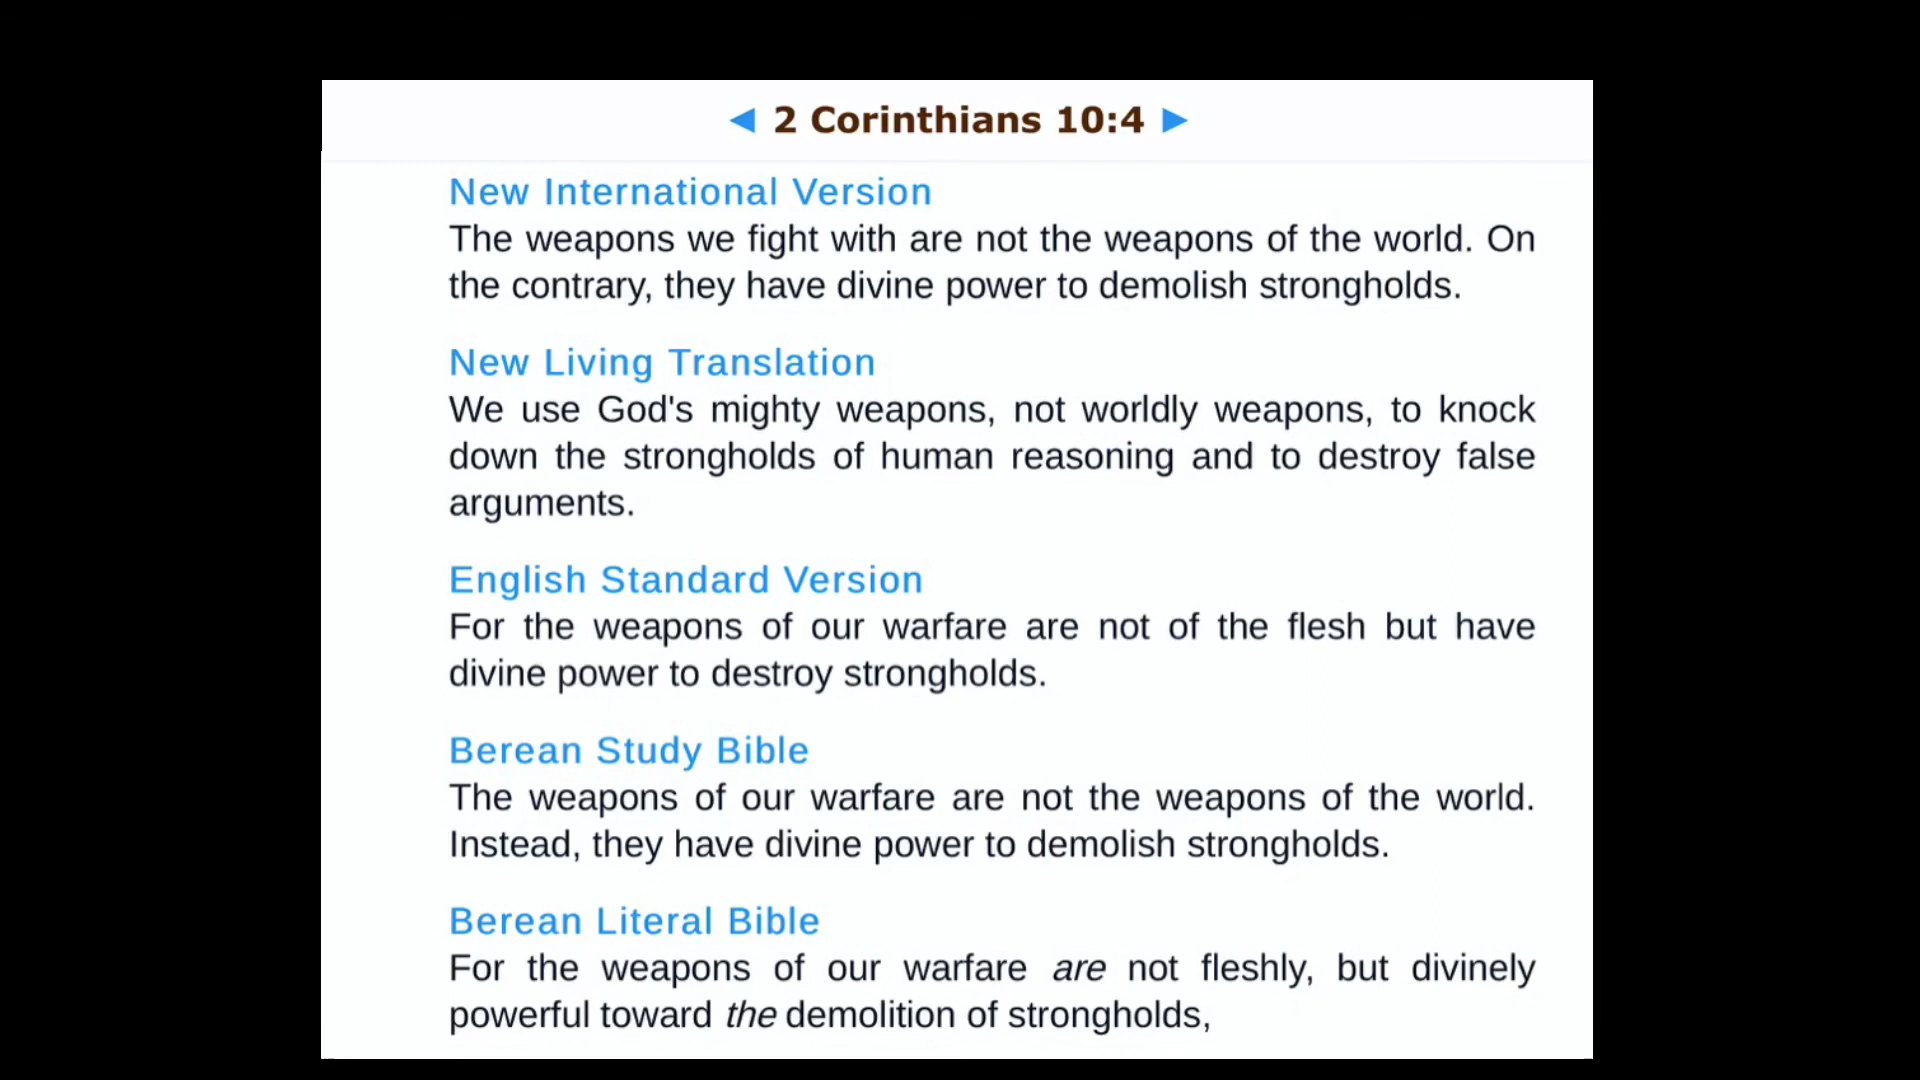 ◀ 2 Corinthians 10:4 ▶
New International Version
The weapons we fight with are not the weapons of the world. On
the contrary, they have divine power to demolish strongholds.
New Living Translation
We use God's mighty weapons, not worldly weapons, to knock
down the strongholds of human reasoning and to destroy false
arguments.
English Standard Version
For the weapons of our warfare are not of the flesh but have
divine power to destroy strongholds.
Berean Study Bible
The weapons of our warfare are not the weapons of the world.
Instead, they have divine power to demolish strongholds.
Berean Literal Bible
For the weapons of our warfare are not fleshly, but divinely
powerful toward the demolition of strongholds,